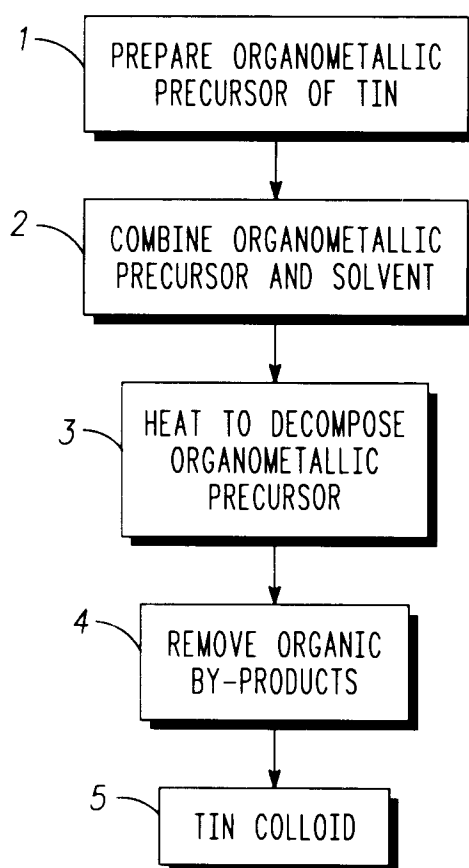 1
PREPARE ORGANOMETALLIC
PRECURSOR OF TIN
2
COMBINE ORGANOMETALLIC
PRECURSOR AND SOLVENT
3
HEAT TO DECOMPOSE
ORGANOMETALLIC
PRECURSOR
4
REMOVE ORGANIC
BY-PRODUCTS
5
TIN COLLOID